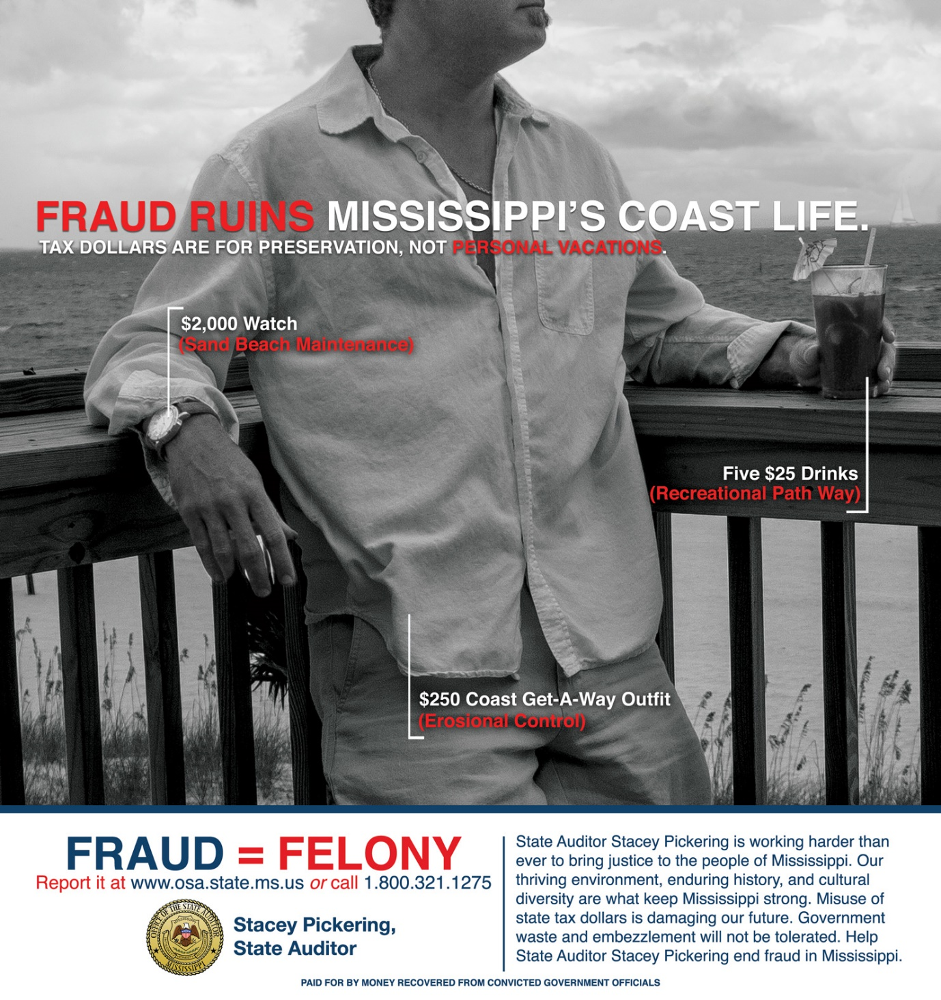 FRAUD RUINS MISSISSIPPI'S COAST LIFE.
TAX DOLLARS ARE FOR PRESERVATION, NOT PERSONAL VACATIONS.
$2,000 Watch
(Sand Beach Maintenance)
Five $25 Drinks
(Recreational Path Way)
$250 Coast Get-A-Way Outfit
(Erosional Control)
FRAUD = FELONY
Report it at www.osa.state.ms.us or call 1.800.321.1275
OFFICE OF THE STATE AUDITOR
MISSISSIPPI
Stacey Pickering,
State Auditor
State Auditor Stacey Pickering is working harder than
ever to bring justice to the people of Mississippi. Our
thriving environment, enduring history, and cultural
diversity are what keep Mississippi strong. Misuse of
state tax dollars is damaging our future. Government
waste and embezzlement will not be tolerated. Help
State Auditor Stacey Pickering end fraud in Mississippi.
PAID FOR BY MONEY RECOVERED FROM CONVICTED GOVERNMENT OFFICIALS